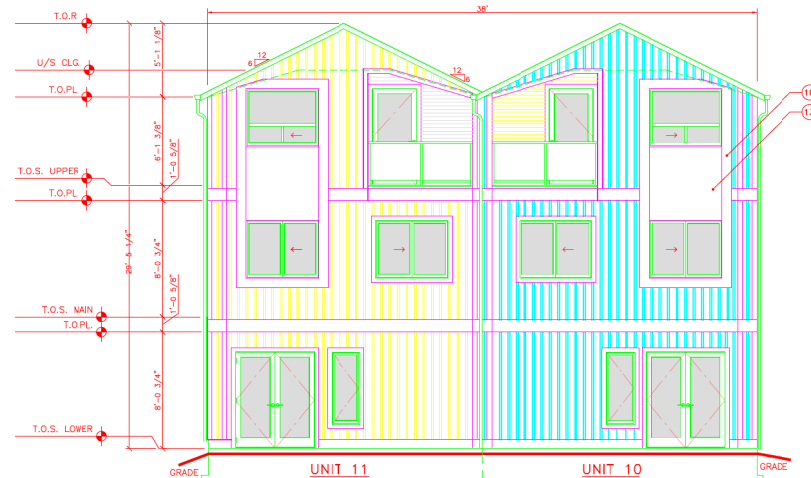 38'
T.O.R
12
6
5'-1 1/8"
U/S CLG
12
6
T.O.PL
6'-1 3/8"
1'-0 5/8"
T.O.S. UPPER
T.O.PL
29' 5 1/4"
8'-0 3/4"
1'-0 5/8"
T.O.S. MAIN
T.O.PL.
8'-0 3/4"
T.O.S. LOWER
GRADE
UNIT 11
UNIT 10
GRADE